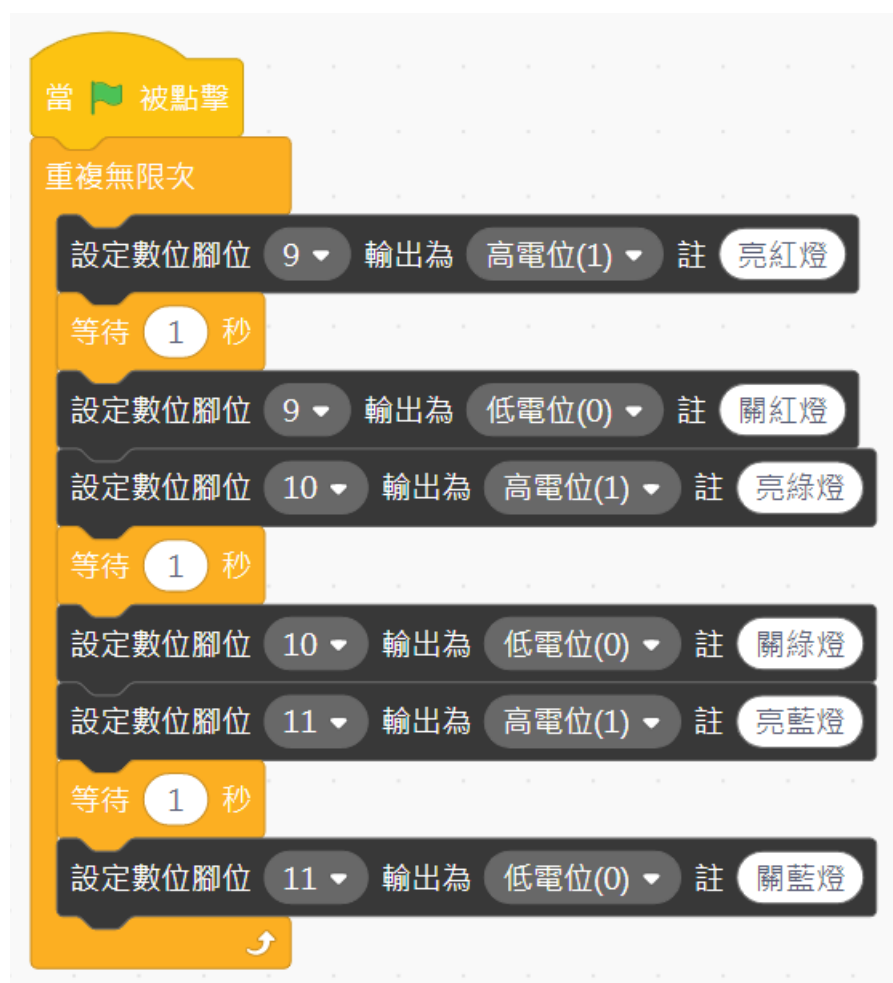 當 被點擊
重複無限次
設定數位腳位 9 輸出為 高電位(1) 註 亮紅燈
等待 1 秒
設定數位腳位 9 輸出為 低電位(0) 註 關紅燈
設定數位腳位 10 輸出為 高電位(1) 註 亮綠燈
等待 1 秒
設定數位腳位 10 輸出為 低電位(0) 註 關綠燈
設定數位腳位 11 輸出為 高電位(1) 註 亮藍燈
等待 1 秒
設定數位腳位 11 輸出為 低電位(0) 註 關藍燈